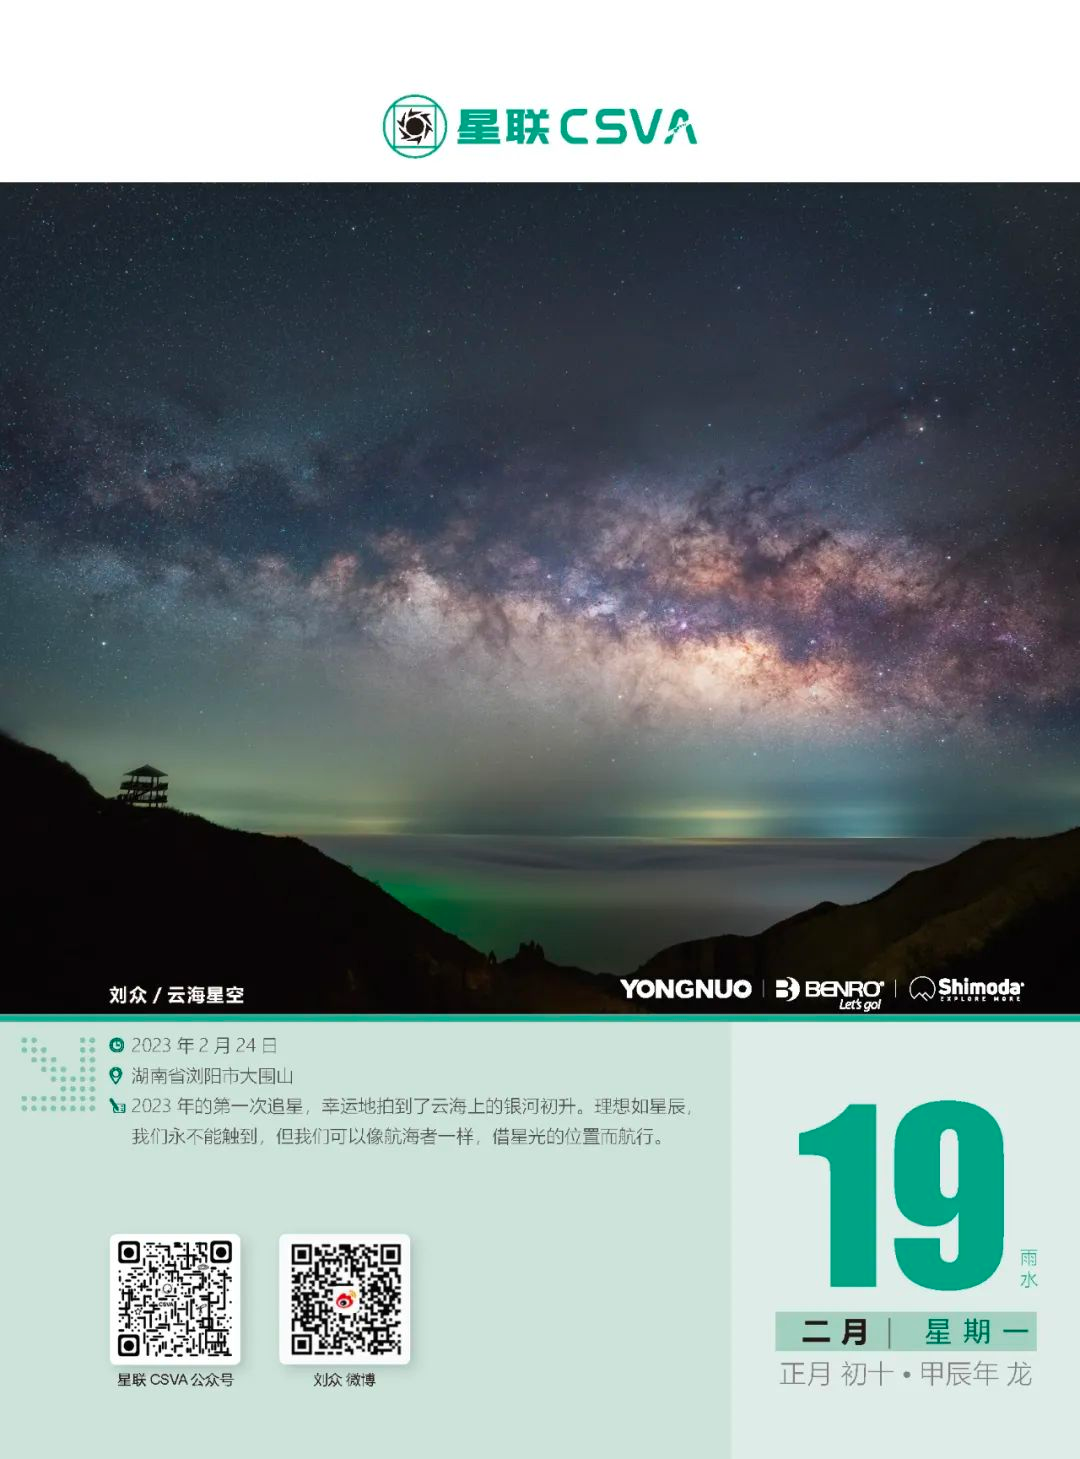 星联CSVA
刘众 / 云海星空
YONGNUO | BENRO Let's go! | Shimoda EXPLORE MORE
2023 年 2 月 24 日
湖南省浏阳市大围山
2023 年的第一次追星，幸运地拍到了云海上的银河初升。理想如星辰，
我们永不能触到，但我们可以像航海者一样，借星光的位置而航行。
19
雨水
二月 | 星期一
正月 初十 • 甲辰年 龙
CSVA
星联 CSVA 公众号
刘众 微博